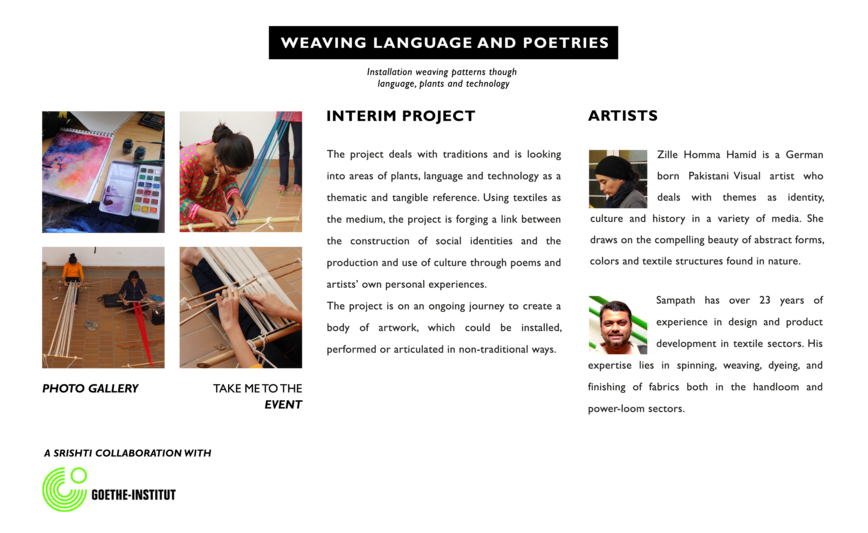 WEAVING LANGUAGE AND POETRIES
Installation weaving patterns though
language, plants and technology
INTERIM PROJECT
The project deals with traditions and is looking
into areas of plants, language and technology as a
thematic and tangible reference. Using textiles as
the medium, the project is forging a link between
the construction of social identities and the
production and use of culture through poems and
artists' own personal experiences.
The project is on an ongoing journey to create a
body of artwork, which could be installed,
performed or articulated in non-traditional ways.
ARTISTS
Zille Homma Hamid is a German
born Pakistani Visual artist who
deals with themes as identity,
culture and history in a variety of media. She
draws on the compelling beauty of abstract forms,
colors and textile structures found in nature.
Sampath has over 23 years of
experience in design and product
development in textile sectors. His
expertise lies in spinning, weaving, dyeing, and
finishing of fabrics both in the handloom and
power-loom sectors.
PHOTO GALLERY
TAKE ME TO THE
EVENT
A SRISHTI COLLABORATION WITH
GOETHE-INSTITUT